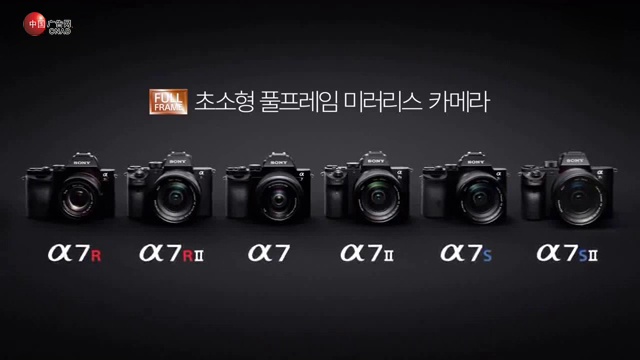 中国 广告网
CNAD
FULL
FRAME 초소형 풀프레임 미러리스 카메라
SONY
SONY
SONY
SONY
SONY
SONY
α7R
α7RII
α7
α7II
α7S
α7SII